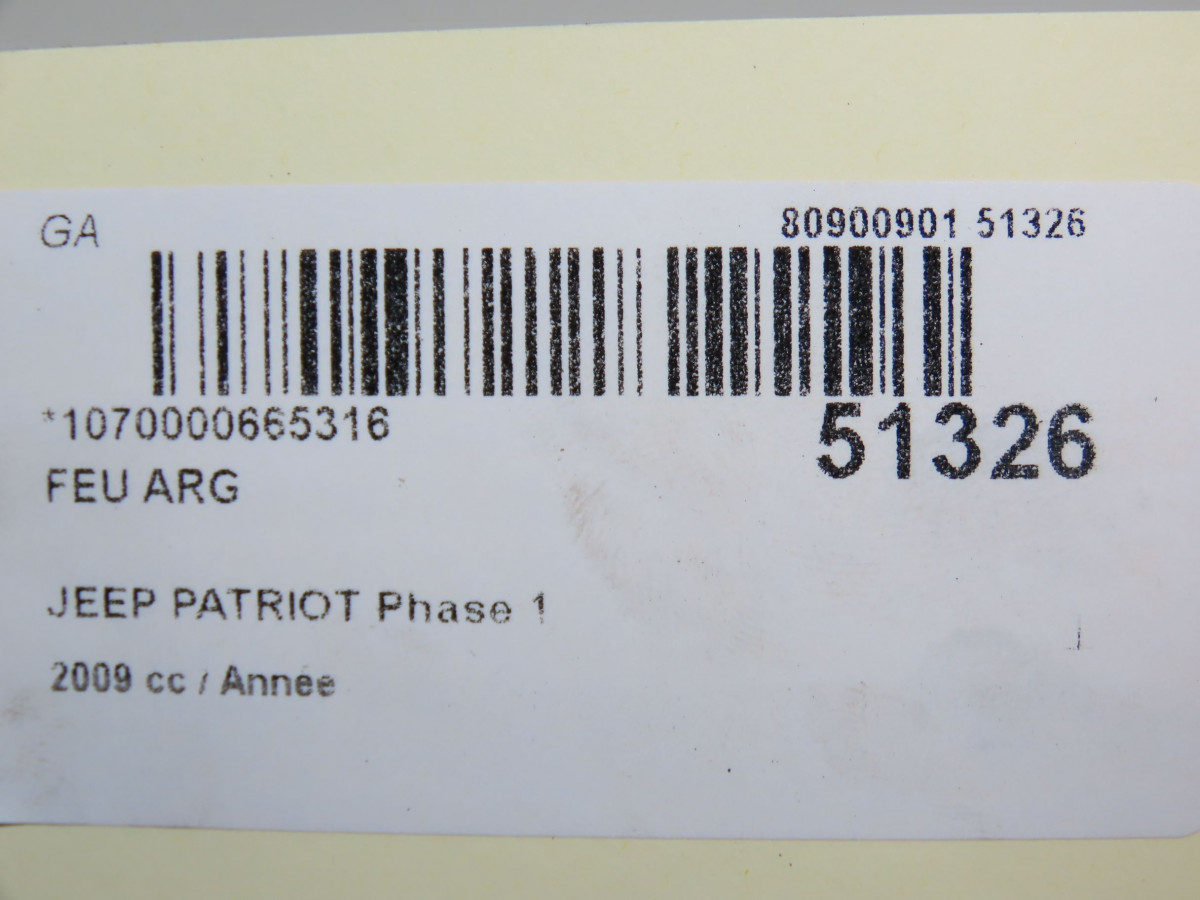 GA
80900901 51326
*1070000665316
51326
FEU ARG
JEEP PATRIOT Phase 1
2009 cc / Année